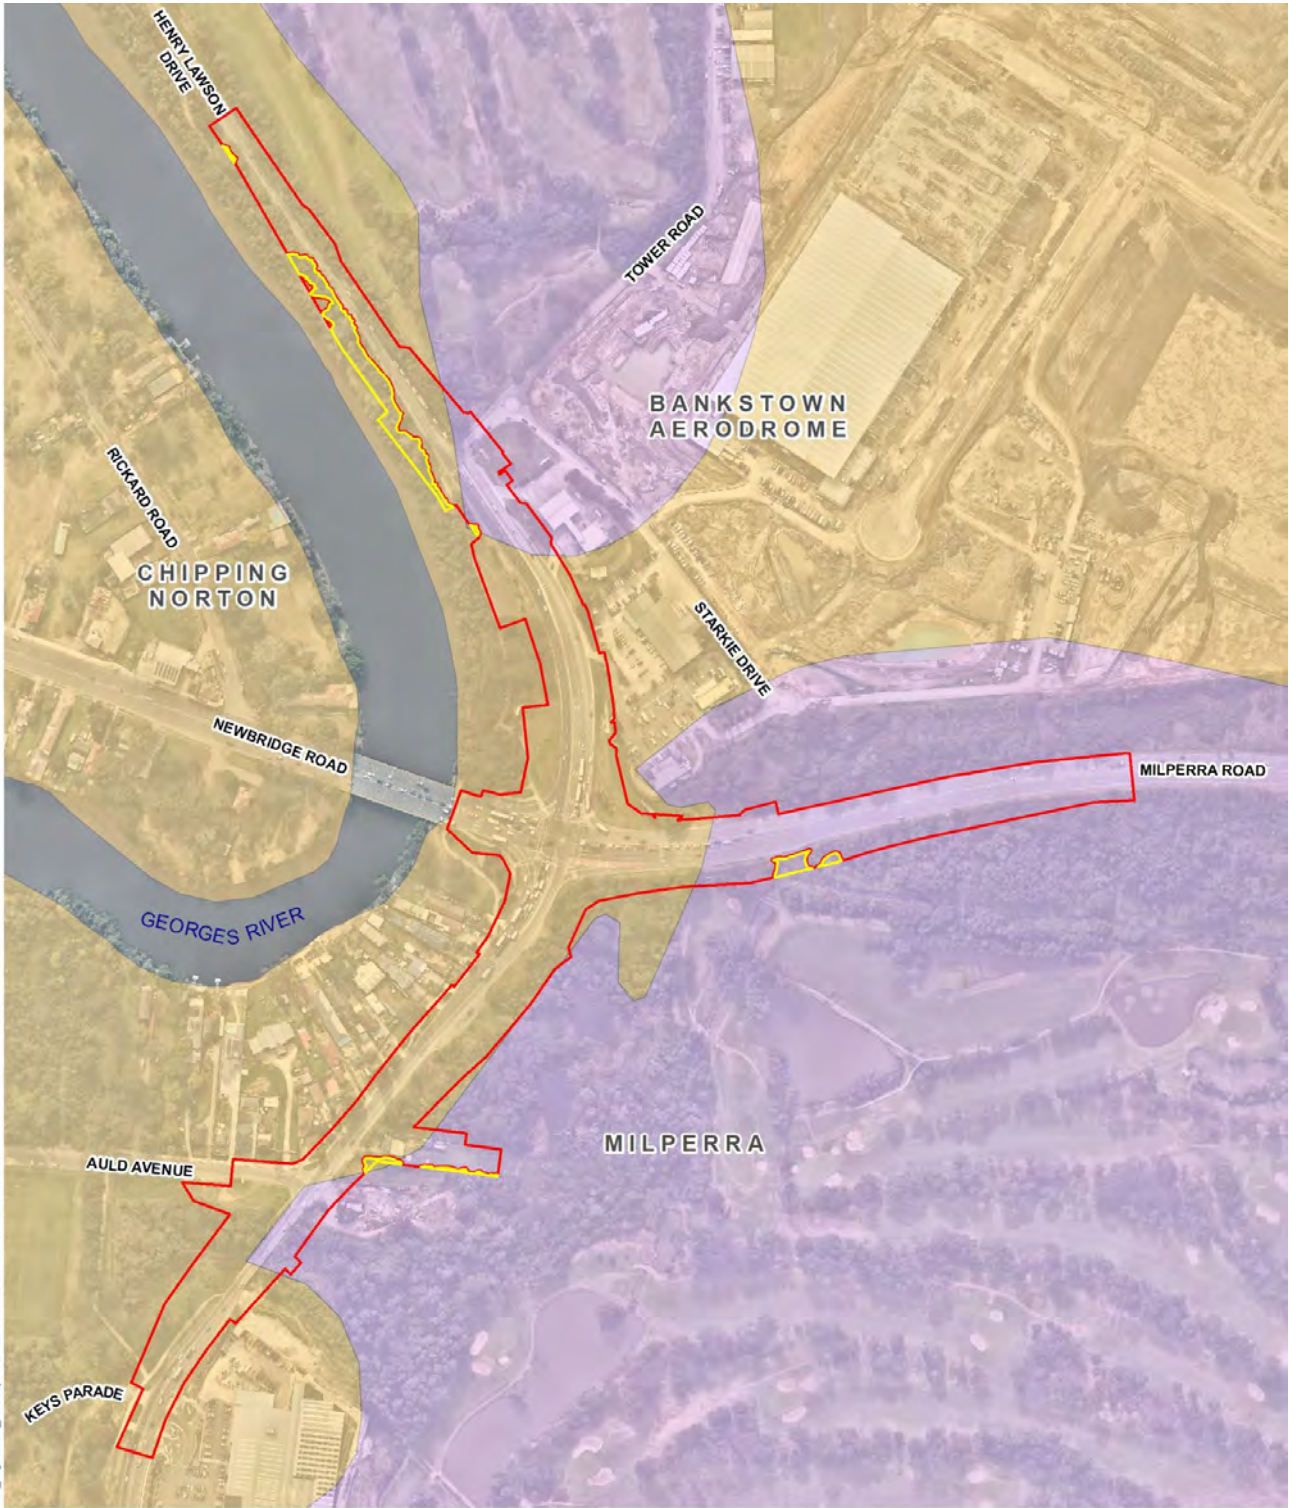 HENRY LAWSON
DRIVE
TOWER ROAD
BANKSTOWN
AERODROME
RICKARD ROAD
CHIPPING
NORTON
STARKIE DRIVE
NEWBRIDGE ROAD
MILPERRA ROAD
GEORGES RIVER
MILPERRA
AULD AVENUE
KEYS PARADE